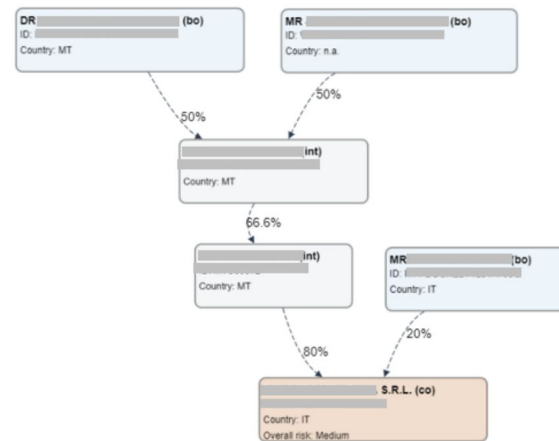 DR (bo)
ID:
Country: MT
MR (bo)
ID:
Country: n.a.
50%
50%
(int)
Country: MT
66.6%
(int)
Country: MT
MR (bo)
ID:
Country: IT
80%
20%
S.R.L. (co)
Country: IT
Overall risk: Medium